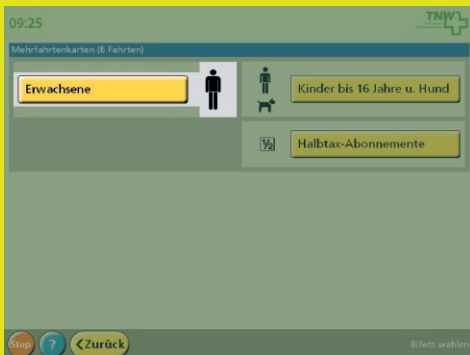 09:25
TNW
Mehrfahrtenkarten (6 Fahrten)
Erwachsene
Kinder bis 16 Jahre u. Hund
½
Halbtax-Abonnemente
Stop
?
Zurück
Billett wählen